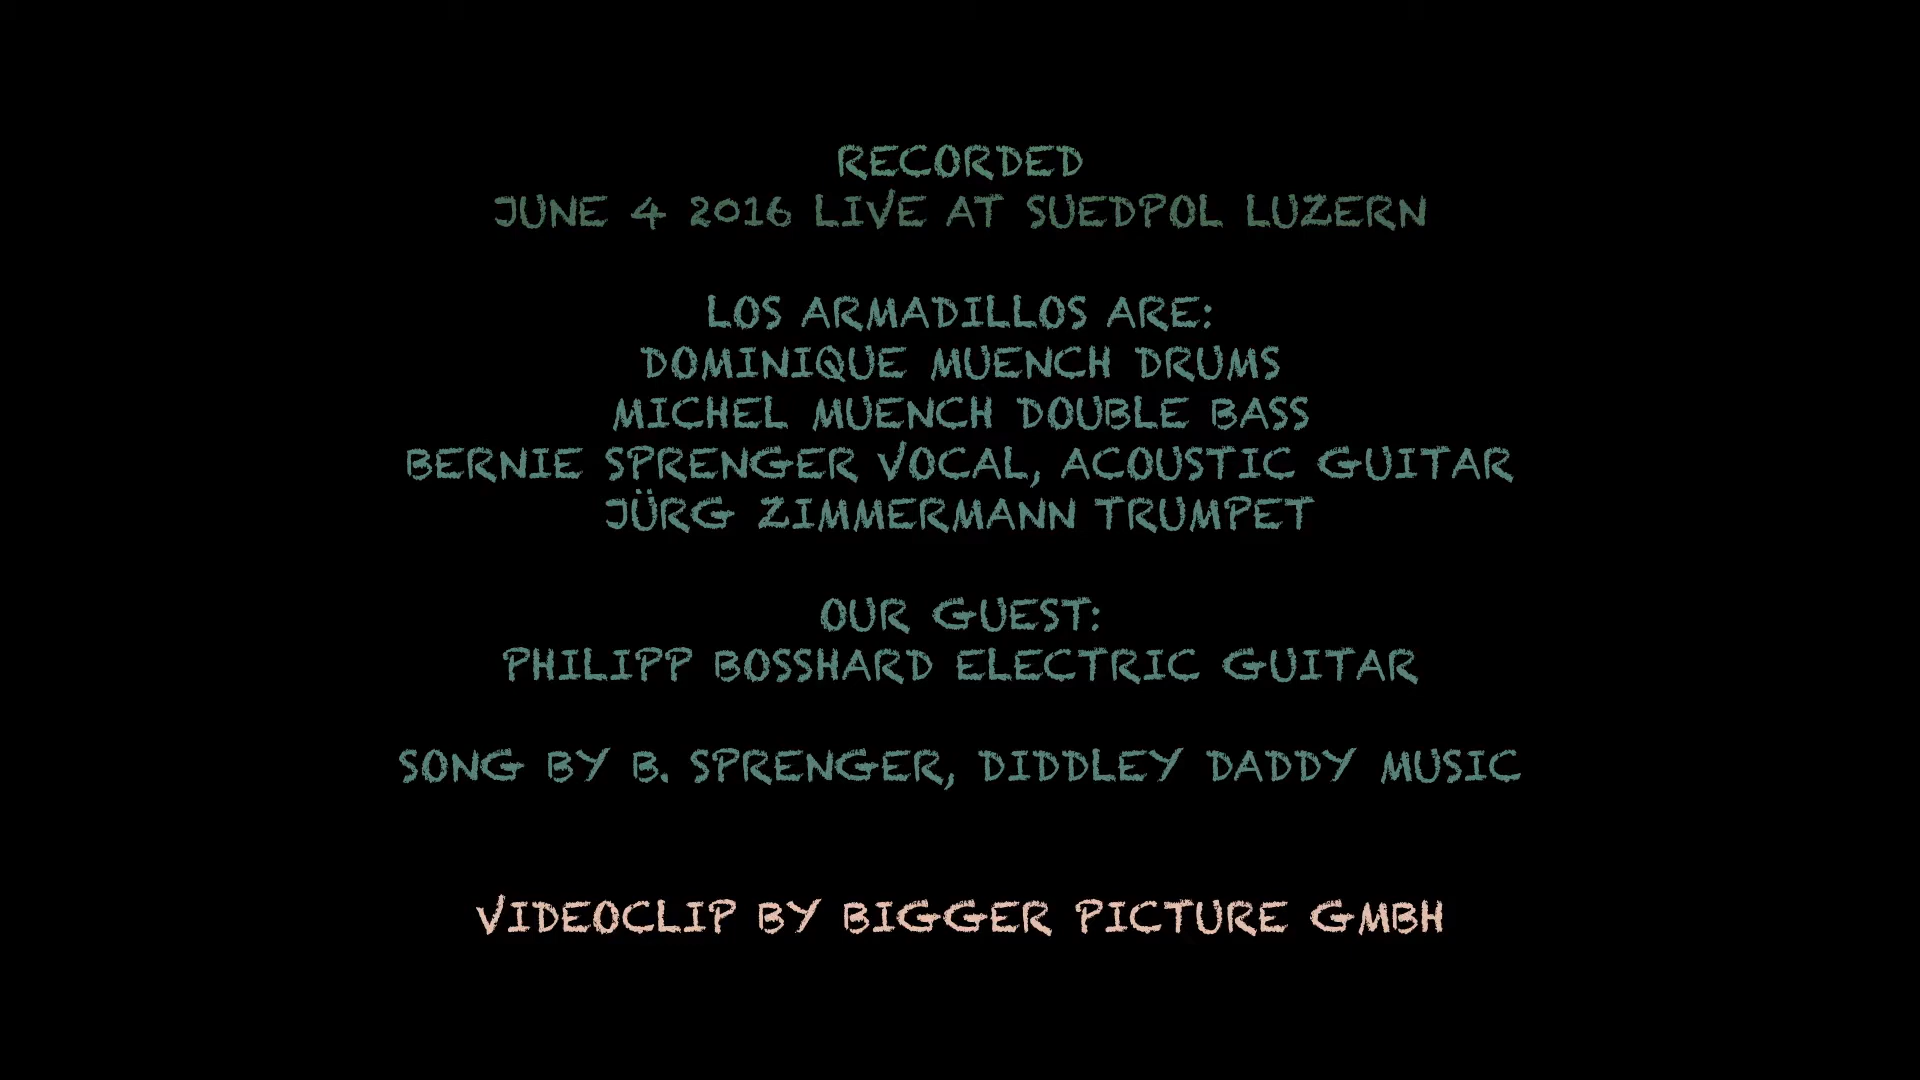 RECORDED
JUNE 4 2016 LIVE AT SUEDPOL LUZERN
LOS ARMADILLOS ARE:
DOMINIQUE MUENCH DRUMS
MICHEL MUENCH DOUBLE BASS
BERNIE SPRENGER VOCAL, ACOUSTIC GUITAR
JÜRG ZIMMERMANN TRUMPET
OUR GUEST:
PHILIPP BOSSHARD ELECTRIC GUITAR
SONG BY B. SPRENGER, DIDDLEY DADDY MUSIC
VIDEOCLIP BY BIGGER PICTURE GMBH